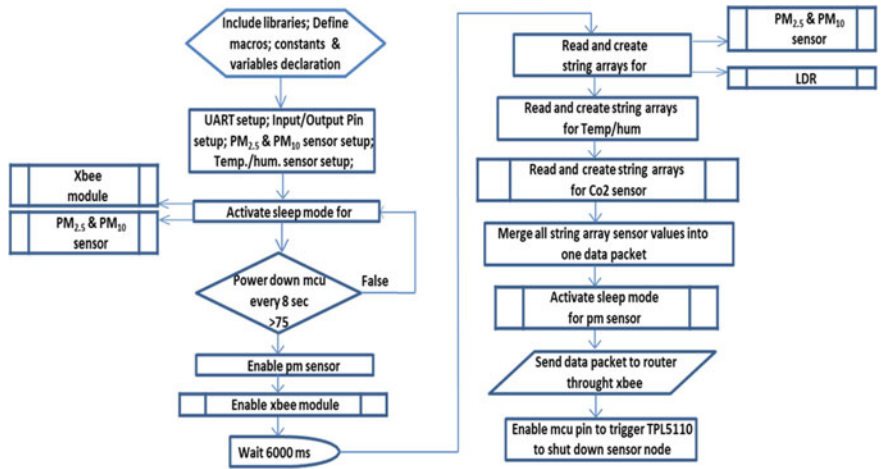 Include libraries; Define
macros; constants &
variables declaration
UART setup; Input/Output Pin
setup; PM2.5 & PM10 sensor setup;
Temp./hum. sensor setup;
Xbee
module
PM2.5 & PM10
sensor
Activate sleep mode for
Power down mcu
every 8 sec
>75
False
Enable pm sensor
Enable xbee module
Wait 6000 ms
Read and create
string arrays for
PM2.5 & PM10
sensor
LDR
Read and create string arrays
for Temp/hum
Read and create string arrays
for Co2 sensor
Merge all string array sensor values into
one data packet
Activate sleep mode
for pm sensor
Send data packet to router
throught xbee
Enable mcu pin to trigger TPL5110
to shut down sensor node